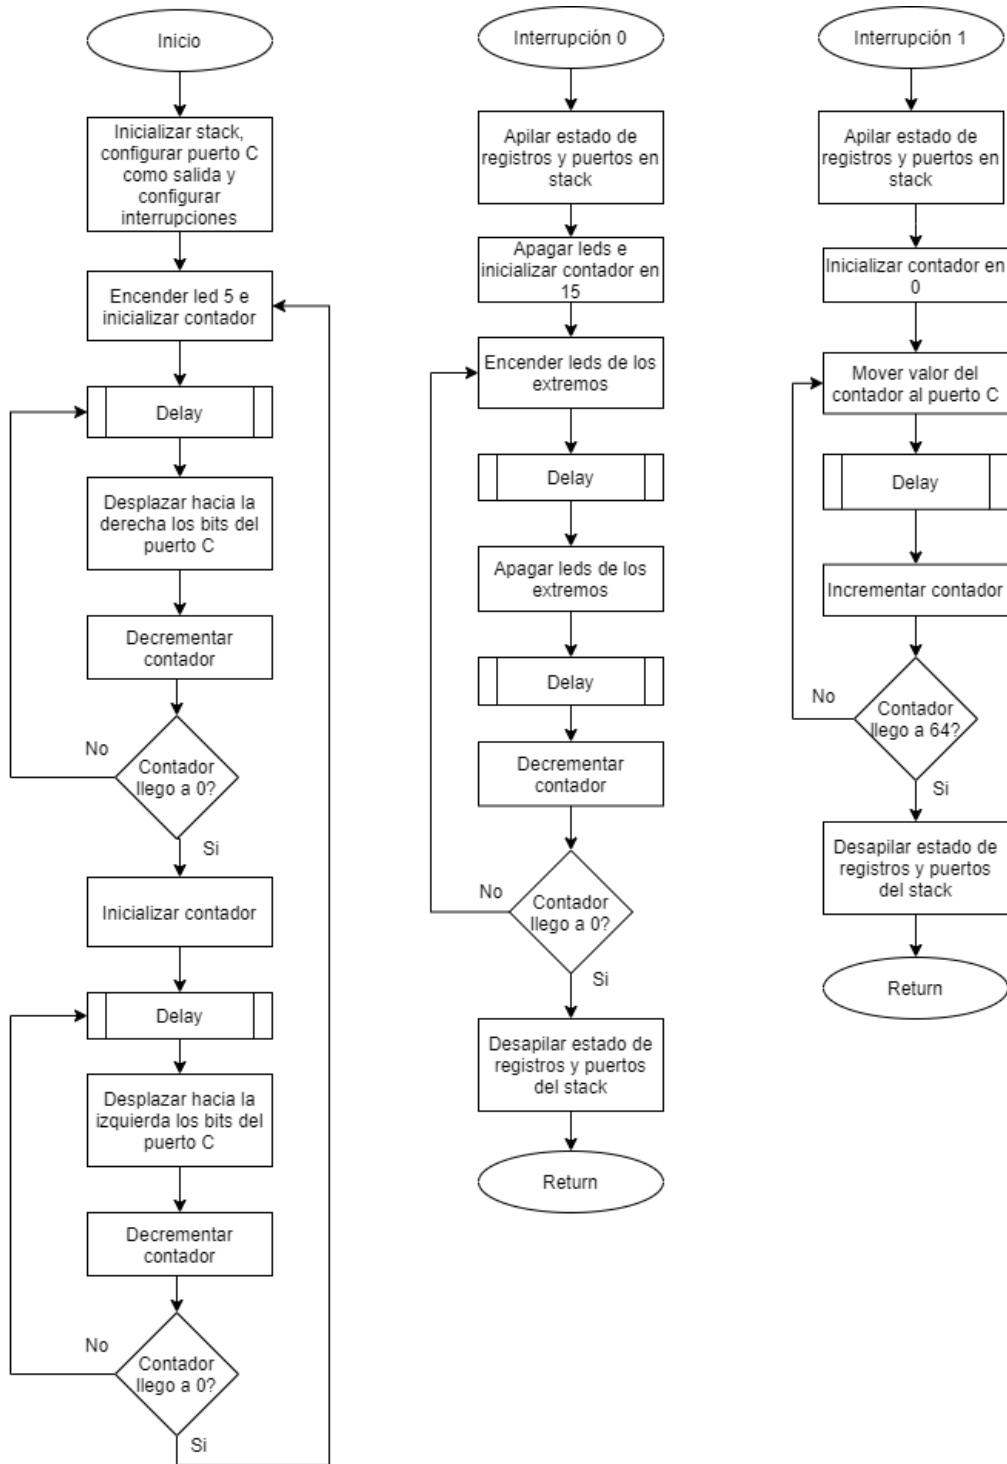 Inicio
Inicializar stack,
configurar puerto C
como salida y
configurar
interrupciones
Encender led 5 e
inicializar contador
Delay
Desplazar hacia la
derecha los bits del
puerto C
Decrementar
contador
No
Contador
llego a 0?
Si
Inicializar contador
Delay
Desplazar hacia la
izquierda los bits del
puerto C
Decrementar
contador
No
Contador
llego a 0?
Si
Interrupción 0
Apilar estado de
registros y puertos en
stack
Apagar leds e
inicializar contador en
15
Encender leds de los
extremos
Delay
Apagar leds de los
extremos
Delay
Decrementar
contador
No
Contador
llego a 0?
Si
Desapilar estado de
registros y puertos
del stack
Return
Interrupción 1
Apilar estado de
registros y puertos en
stack
Inicializar contador en
0
Mover valor del
contador al puerto C
Delay
Incrementar contador
No
Contador
llego a 64?
Si
Desapilar estado de
registros y puertos
del stack
Return